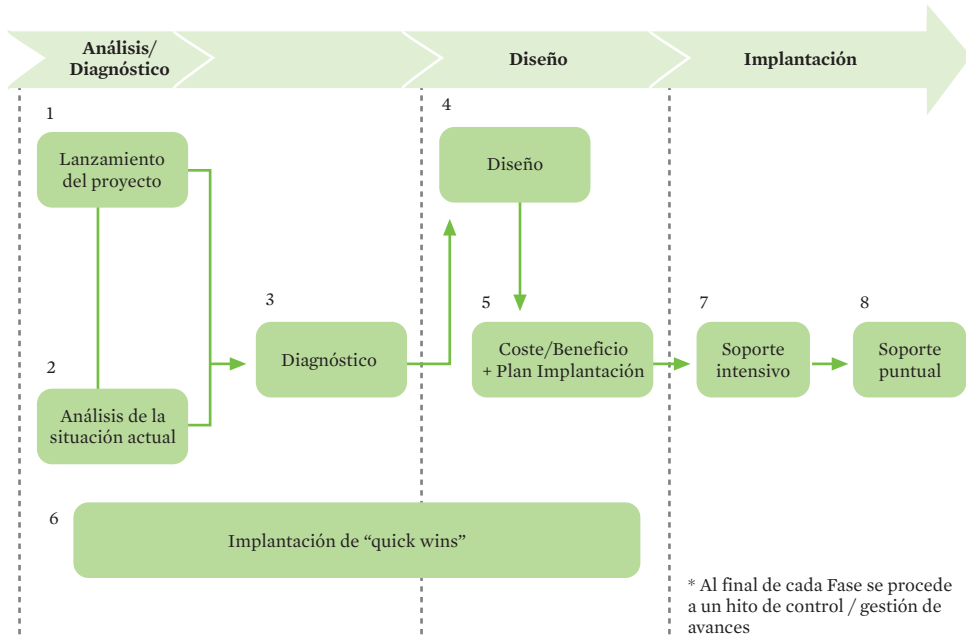 Análisis/
Diagnóstico
Diseño
Implantación
1
Lanzamiento
del proyecto
2
Análisis de la
situación actual
3
Diagnóstico
4
Diseño
5
Coste/Beneficio
+ Plan Implantación
7
Soporte
intensivo
8
Soporte
puntual
6
Implantación de “quick wins”
* Al final de cada Fase se procede
a un hito de control / gestión de
avances